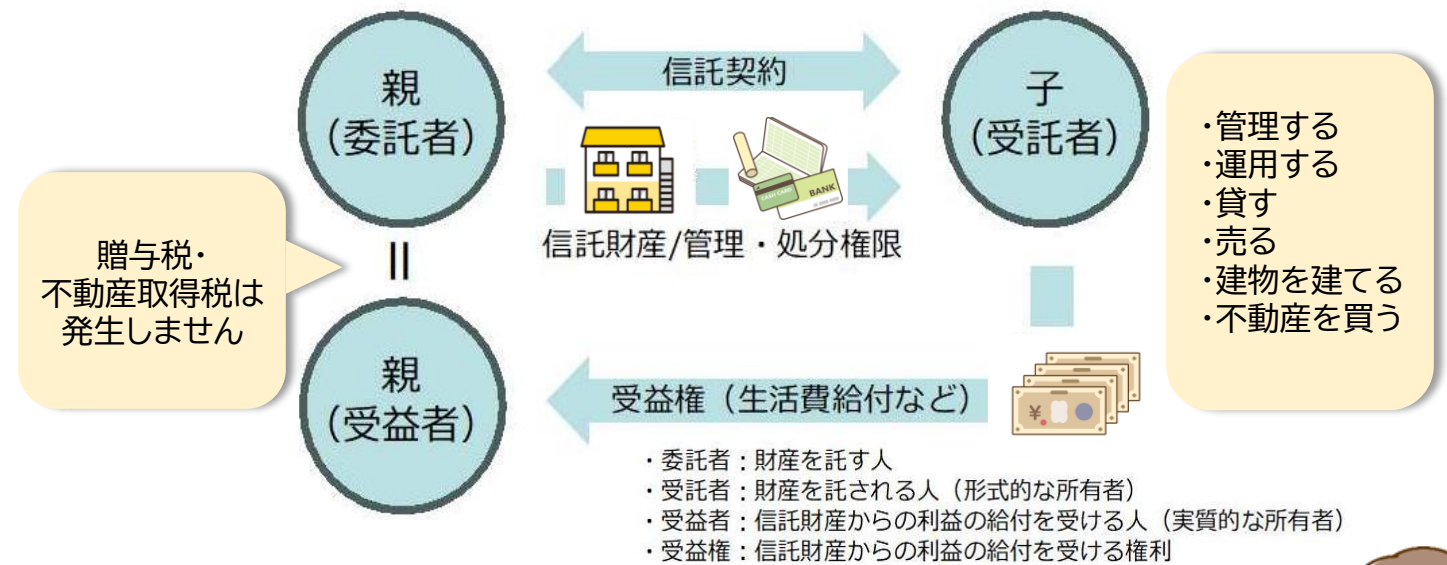 親
（委託者）
信託契約
子
（受託者）
・管理する
・運用する
・貸す
・売る
・建物を建てる
・不動産を買う
CASH CARD
BANK
信託財産/管理・処分権限
贈与税・
不動産取得税は
発生しません
=
親
（受益者）
受益権（生活費給付など）
¥
・委託者：財産を託す人
・受託者：財産を託される人（形式的な所有者）
・受益者：信託財産からの利益の給付を受ける人（実質的な所有者）
・受益権：信託財産からの利益の給付を受ける権利